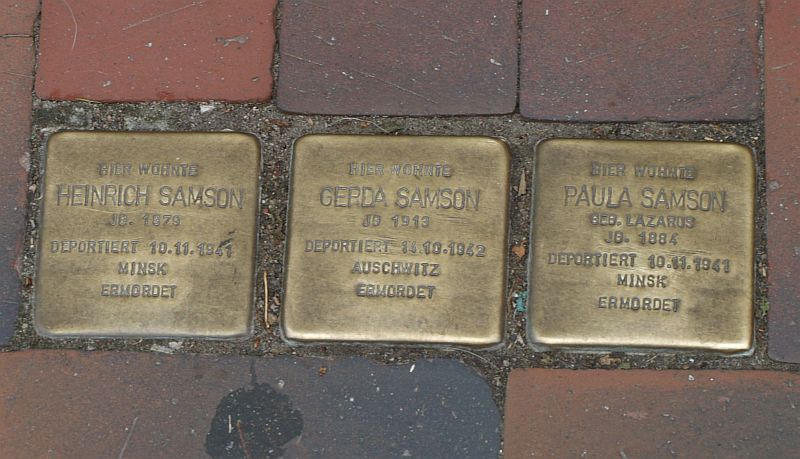 HIER WOHNTE
HEINRICH SAMSON
JG. 1879
DEPORTIERT 10.11.1941
MINSK
ERMORDET
HIER WOHNTE
GERDA SAMSON
JG 1913
DEPORTIERT 14.10.1942
AUSCHWITZ
ERMORDET
HIER WOHNTE
PAULA SAMSON
GEB. LAZARUS
JG. 1884
DEPORTIERT 10.11.1941
MINSK
ERMORDET